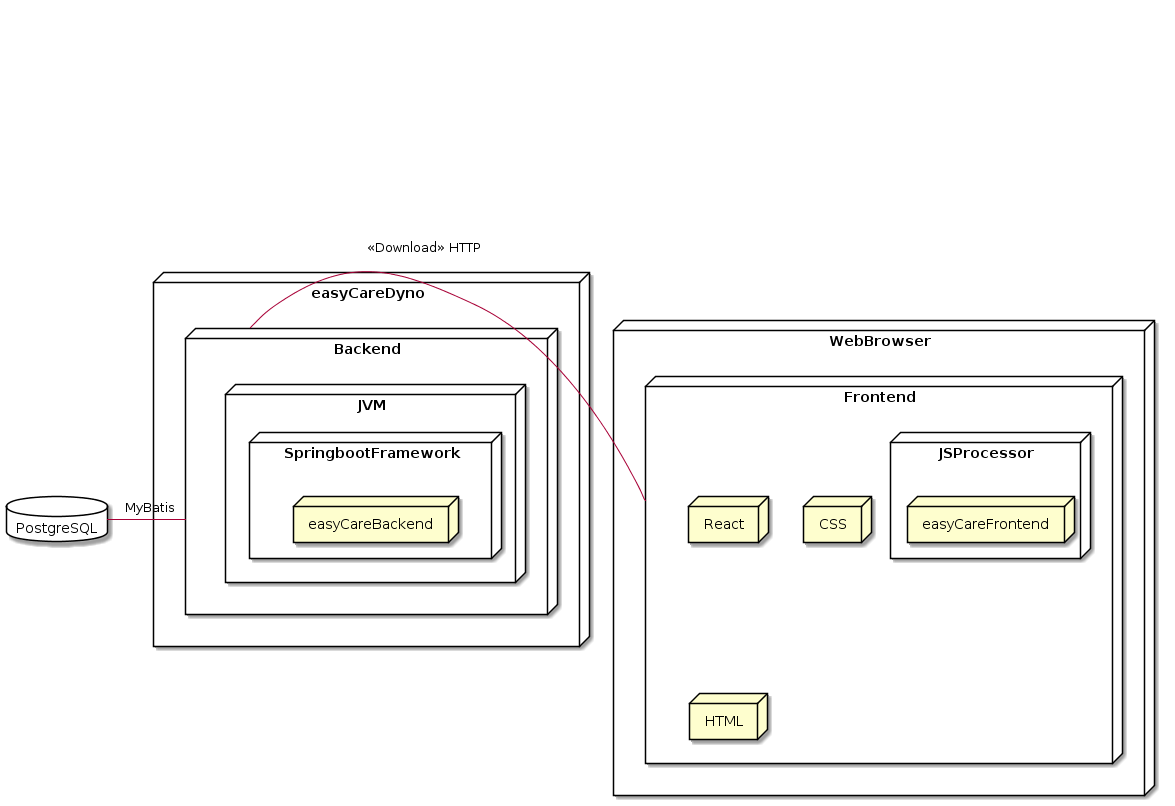 «Download» HTTP
easyCareDyno
WebBrowser
Backend
Frontend
JVM
SpringbootFramework
JSProcessor
MyBatis
PostgreSQL
easyCareBackend
React
CSS
easyCareFrontend
HTML